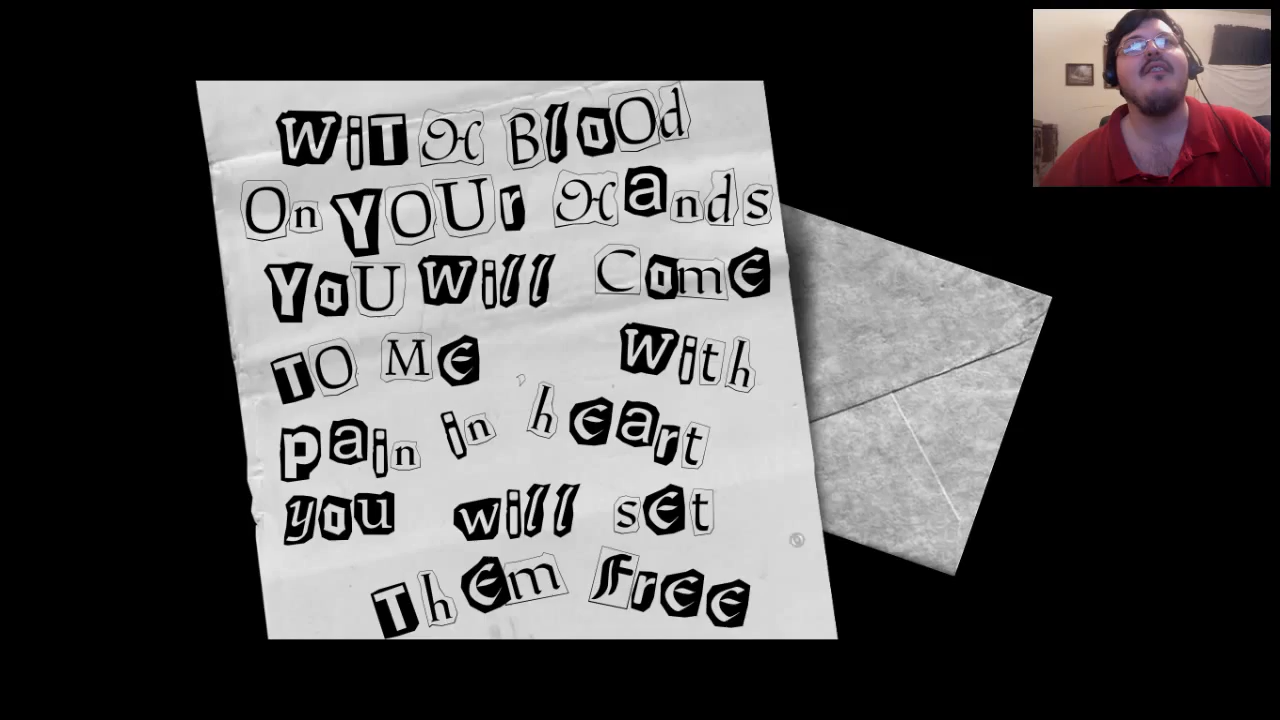 WiTH BlooD
On YOUr Hands
YoU Will ComE
TO ME With
pain in hEart
you will sEt
ThEm frEE